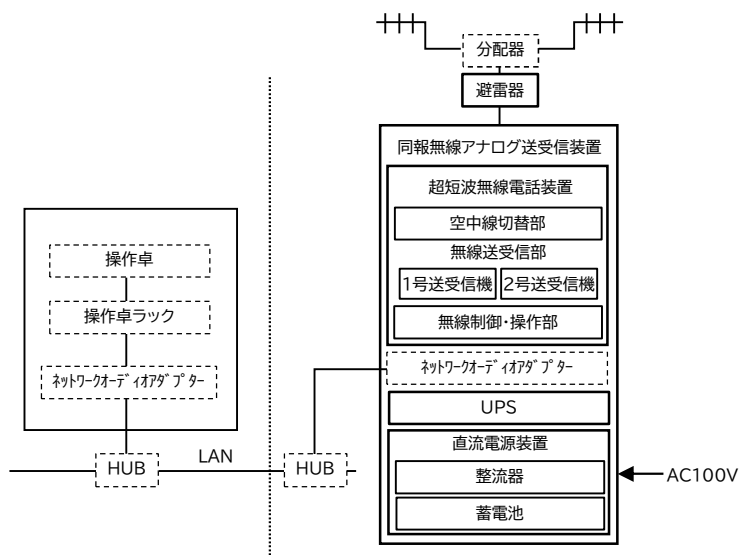 分配器
避雷器
同報無線アナログ送受信装置
超短波無線電話装置
空中線切替部
無線送受信部
1号送受信機 2号送受信機
無線制御・操作部
ﾈｯﾄﾜｰｸｵｰﾃﾞｨｵｱﾀﾞﾌﾟﾀｰ
UPS
直流電源装置
整流器
蓄電池
AC100V
操作卓
操作卓ラック
ﾈｯﾄﾜｰｸｵｰﾃﾞｨｵｱﾀﾞﾌﾟﾀｰ
HUB
LAN
HUB